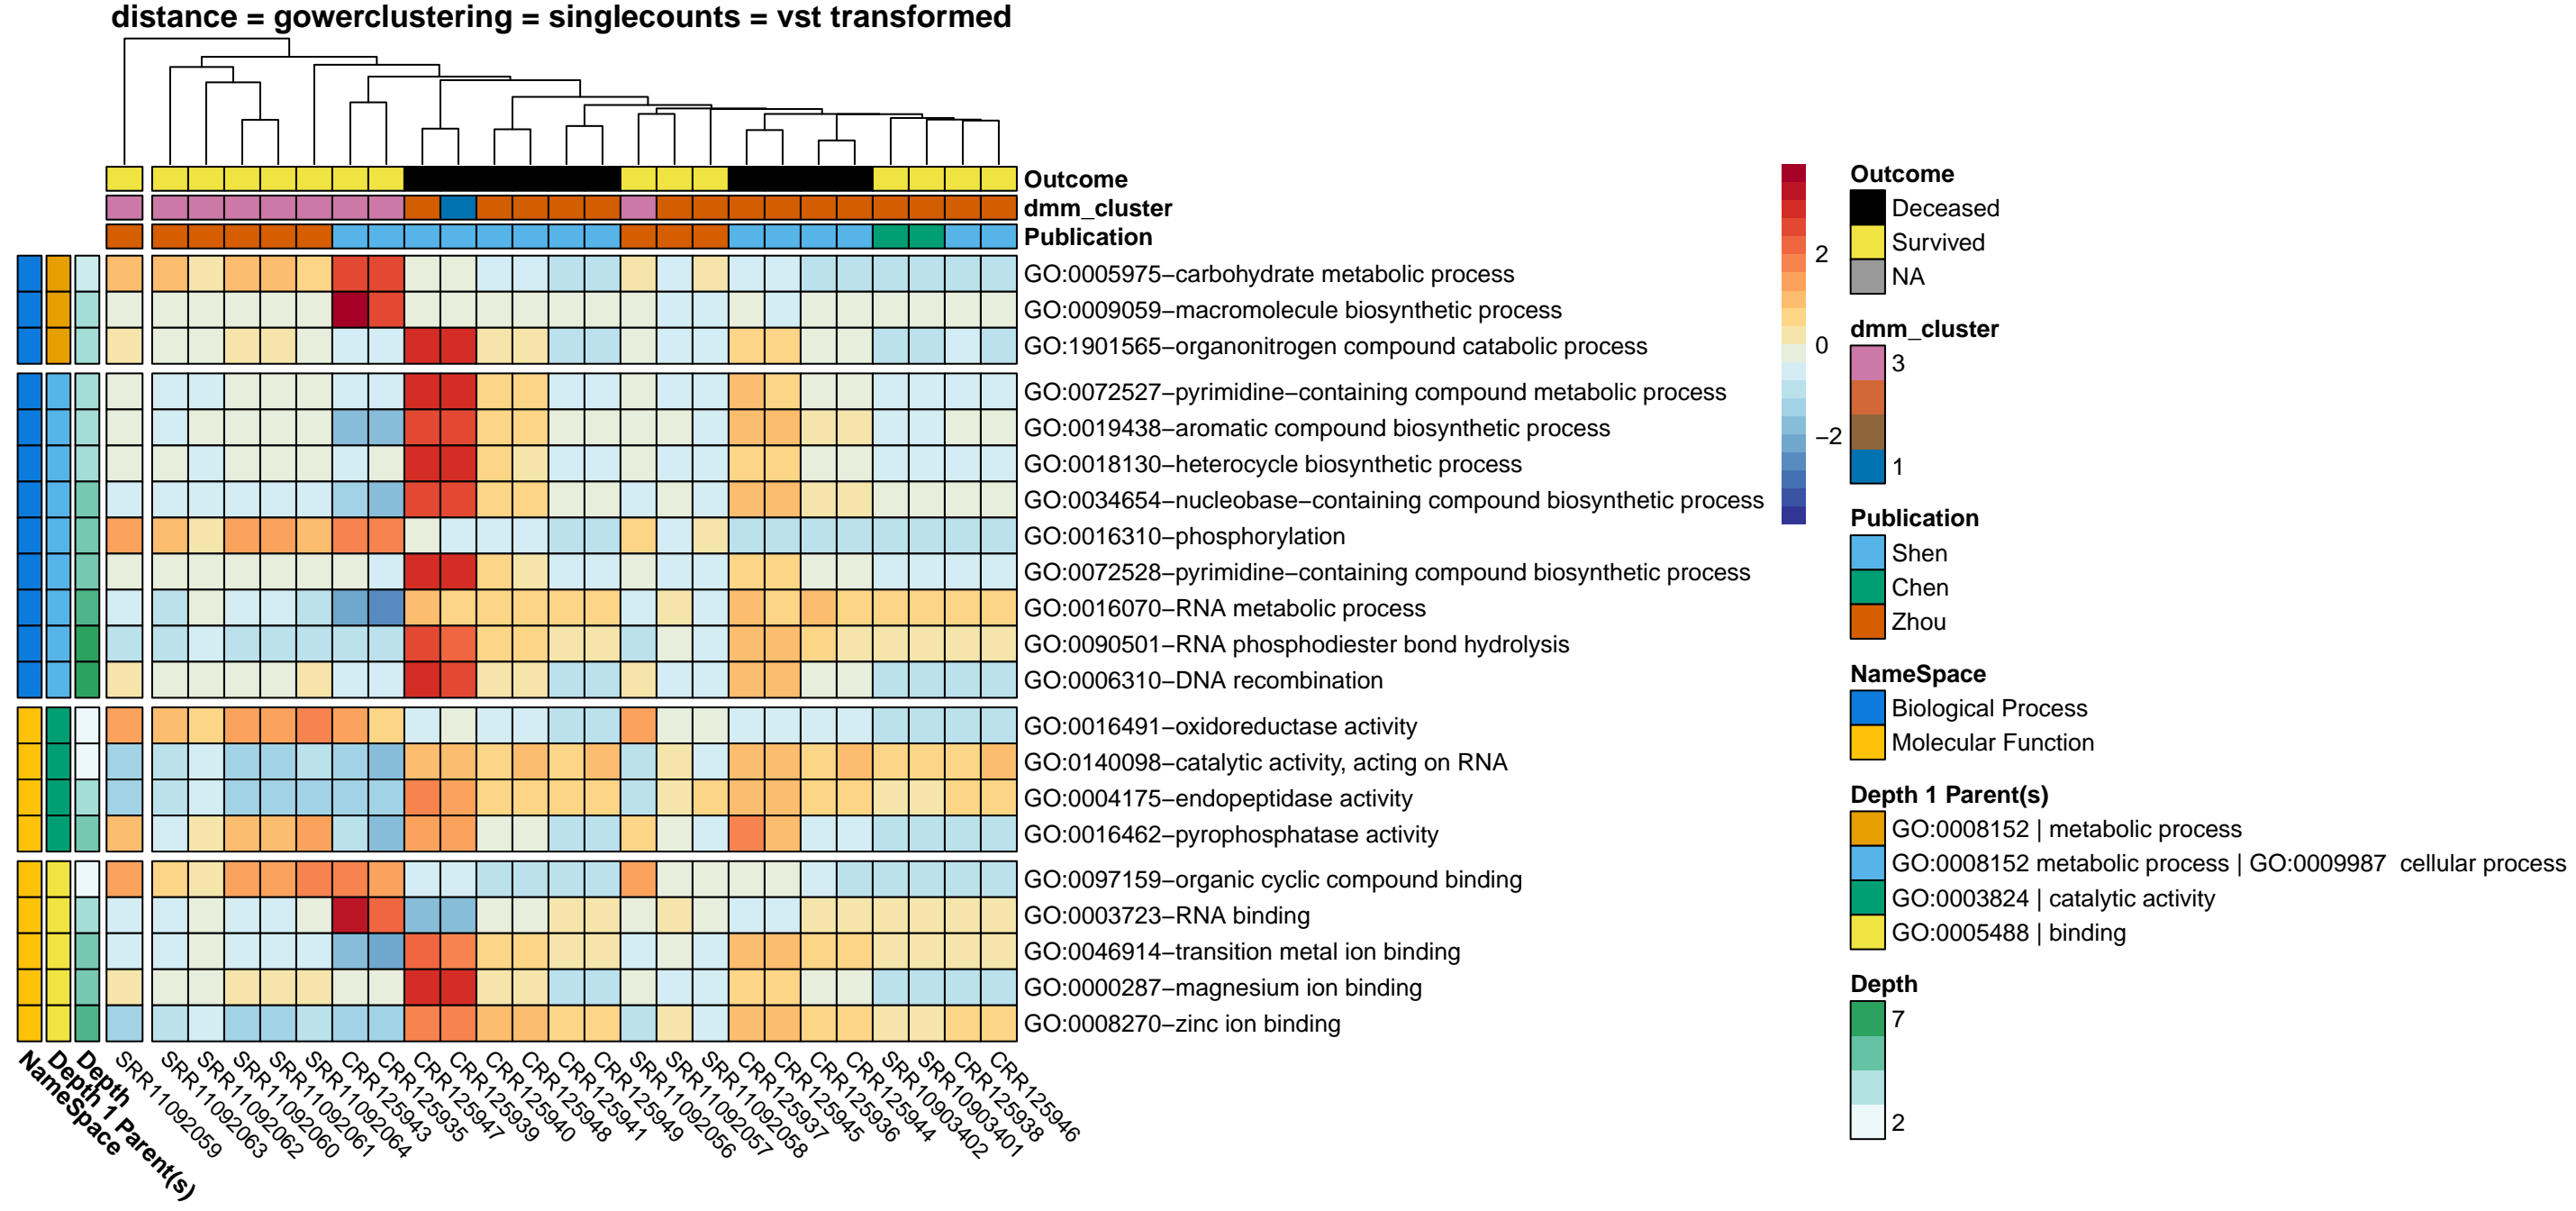 distance = gowerclustering = singlecounts = vst transformed
Outcome
dmm_cluster
Publication
GO:0005975−carbohydrate metabolic process
GO:0009059−macromolecule biosynthetic process
GO:1901565−organonitrogen compound catabolic process
GO:0072527−pyrimidine−containing compound metabolic process
GO:0019438−aromatic compound biosynthetic process
GO:0018130−heterocycle biosynthetic process
GO:0034654−nucleobase−containing compound biosynthetic process
GO:0016310−phosphorylation
GO:0072528−pyrimidine−containing compound biosynthetic process
GO:0016070−RNA metabolic process
GO:0090501−RNA phosphodiester bond hydrolysis
GO:0006310−DNA recombination
GO:0016491−oxidoreductase activity
GO:0140098−catalytic activity, acting on RNA
GO:0004175−endopeptidase activity
GO:0016462−pyrophosphatase activity
GO:0097159−organic cyclic compound binding
GO:0003723−RNA binding
GO:0046914−transition metal ion binding
GO:0000287−magnesium ion binding
GO:0008270−zinc ion binding
NameSpace
Depth 1 Parent(s)
Depth
SRR11092059
SRR11092063
SRR11092062
SRR11092060
SRR11092061
SRR11092064
CRR125943
CRR125935
CRR125947
CRR125939
CRR125940
CRR125948
CRR125941
CRR125949
SRR11092056
SRR11092057
SRR11092058
CRR125937
CRR125945
CRR125936
CRR125944
SRR10903402
SRR10903401
CRR125938
CRR125946
2
0
−2
Outcome
Deceased
Survived
NA
dmm_cluster
3
1
Publication
Shen
Chen
Zhou
NameSpace
Biological Process
Molecular Function
Depth 1 Parent(s)
GO:0008152 | metabolic process
GO:0008152 metabolic process | GO:0009987  cellular process
GO:0003824 | catalytic activity
GO:0005488 | binding
Depth
7
2